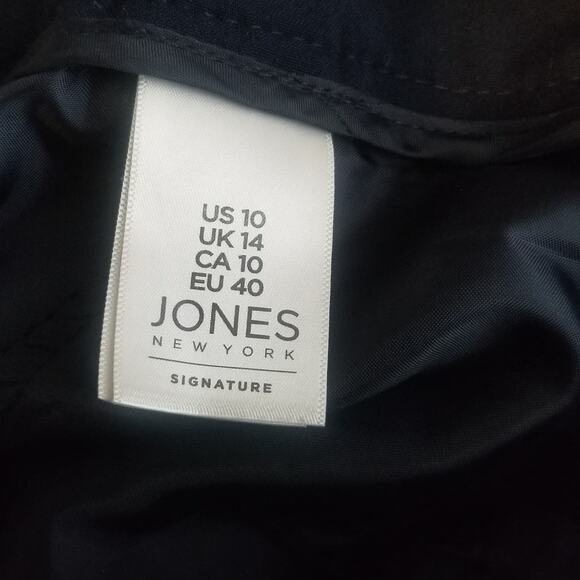 US 10
UK 14
CA 10
EU 40
JONES
NEW YORK
SIGNATURE